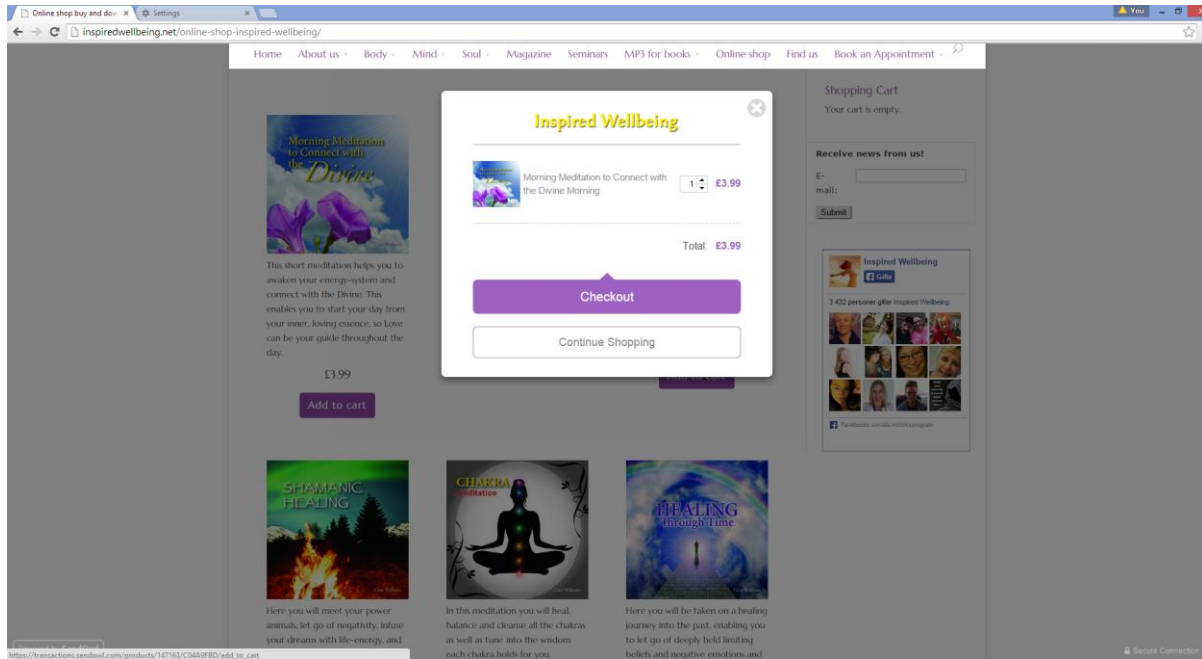 Online shop buy and dow
Settings
You
inspiredwellbeing.net/online-shop-inspired-wellbeing/
Home About us Body Mind Soul Magazine Seminars MP3 for books Online shop Find us Book an Appointment
Morning Meditation
to Connect with
the Divine
This short meditation helps you to
awaken your energy-system and
connect with the Divine. This
enables you to start your day from
your inner, loving essence, so Love
can be your guide throughout the
day.
£3.99
Add to cart
Inspired Wellbeing
Morning Meditation to Connect with
the Divine Morning
1 £3.99
Total: £3.99
Checkout
Continue Shopping
Add to cart
Shopping Cart
Your cart is empty.
Receive news from us!
E-
mail:
Submit
Inspired Wellbeing
Gilla
3 432 personer gillar Inspired Wellbeing.
Facebooks sociala insticksprogram
SHAMANIC
HEALING
Here you will meet your power
animals, let go of negativity, infuse
your dreams with life-energy, and
CHAKRA
meditation
In this meditation you will heal,
balance and cleanse all the chakras
as well as tune into the wisdom
each chakra holds for you.
HEALING
Through Time
Here you will be taken on a healing
journey into the past, enabling you
to let go of deeply held limiting
beliefs and negative emotions and
https://transactions.sendowl.com/products/147163/C04A9FBD/add_to_cart
Secure Connection